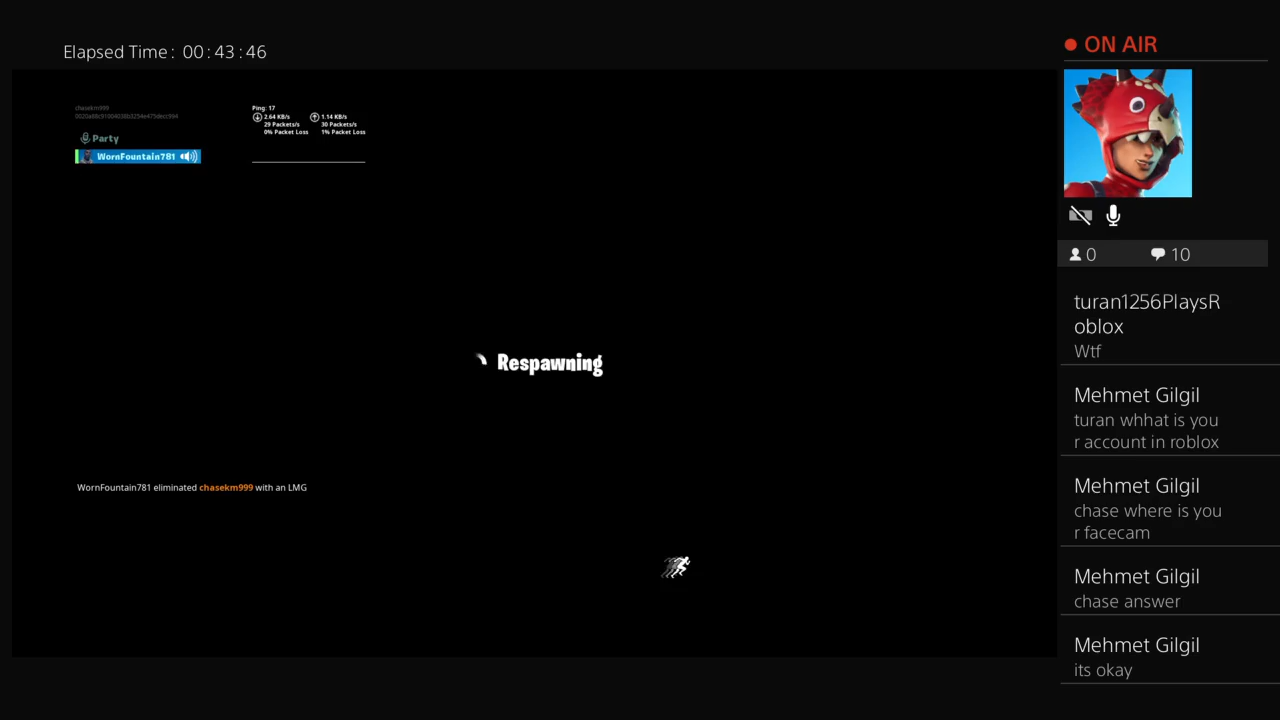 Elapsed Time: 00:43:46
ON AIR
chasekm999
Party
WornFountain781
Ping: 17
2.64 KB/s 1.14 KB/s
29 Packets/s 30 Packets/s
0% Packet Loss 1% Packet Loss
Respawning
WornFountain781 eliminated chasekm999 with an LMG
0 10
turan1256PlaysR
oblox
Wtf
Mehmet Gilgil
turan whhat is you
r account in roblox
Mehmet Gilgil
chase where is you
r facecam
Mehmet Gilgil
chase answer
Mehmet Gilgil
its okay